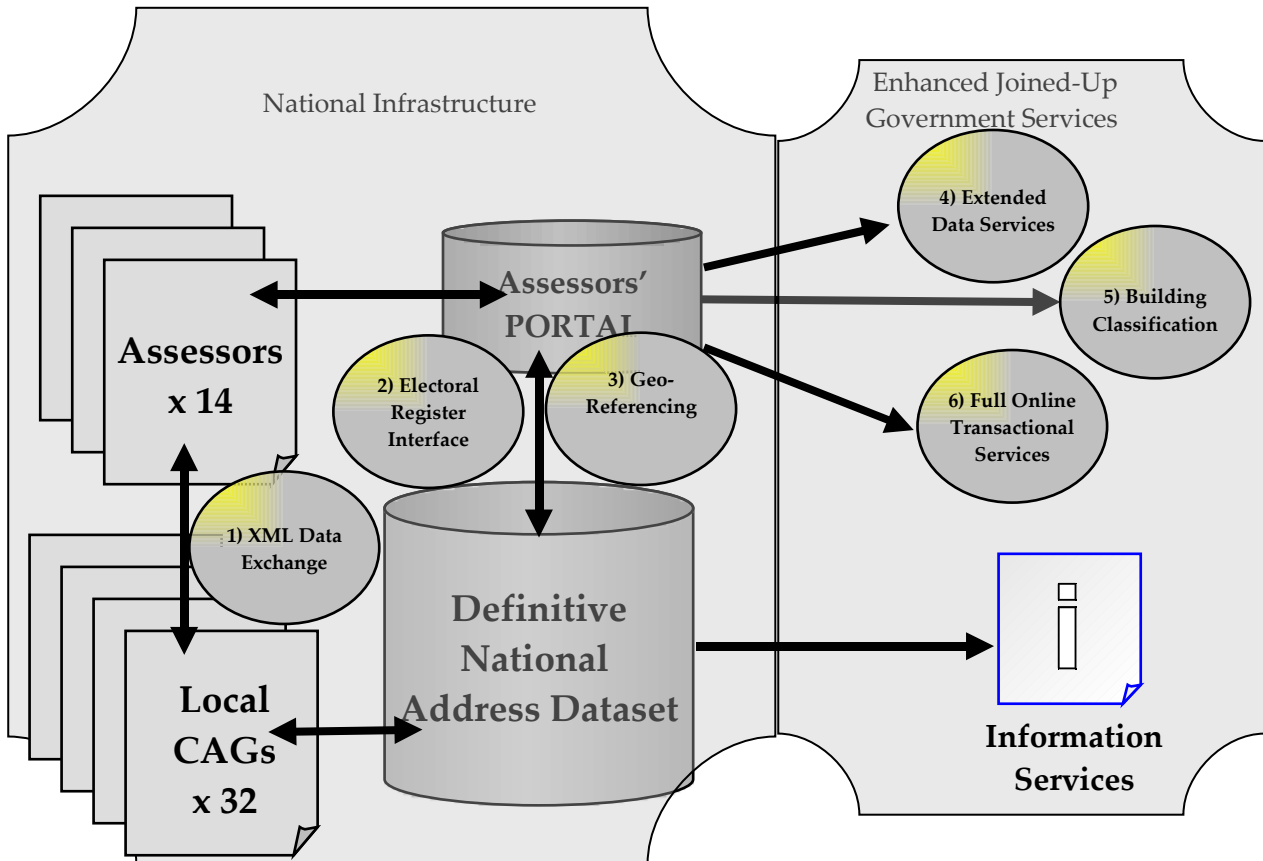 National Infrastructure
Enhanced Joined-Up
Government Services
Assessors
x 14
Assessors’
PORTAL
2) Electoral
Register
Interface
3) Geo-
Referencing
1) XML Data
Exchange
Local
CAGs
x 32
Definitive
National
Address Dataset
4) Extended
Data Services
5) Building
Classification
6) Full Online
Transactional
Services
i
Information
Services